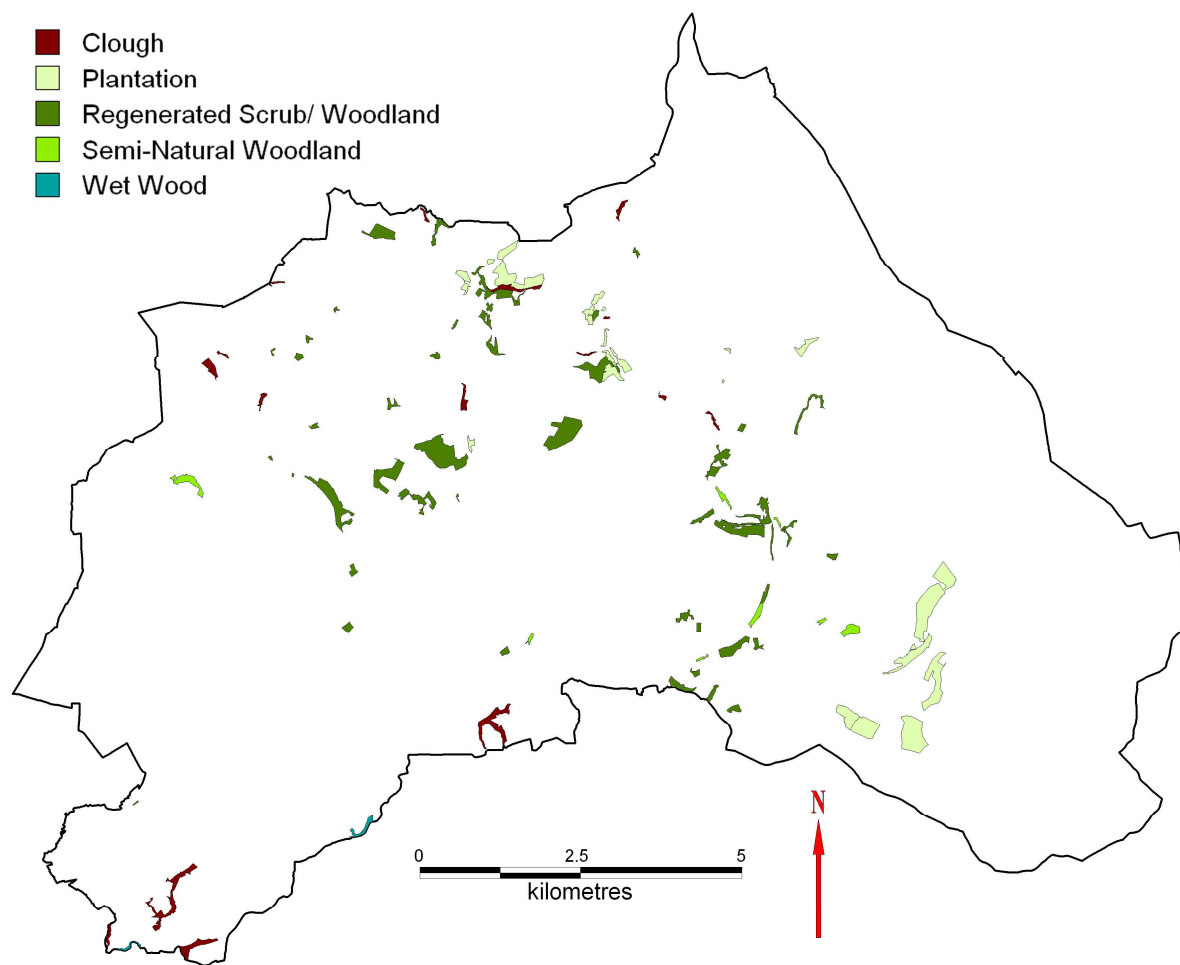 Clough
Plantation
Regenerated Scrub/ Woodland
Semi-Natural Woodland
Wet Wood
N
0 2.5 5
kilometres